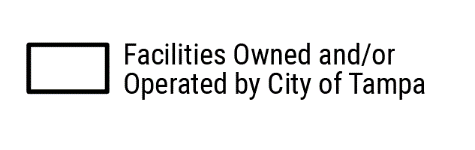 Facilities Owned and/or
Operated by City of Tampa